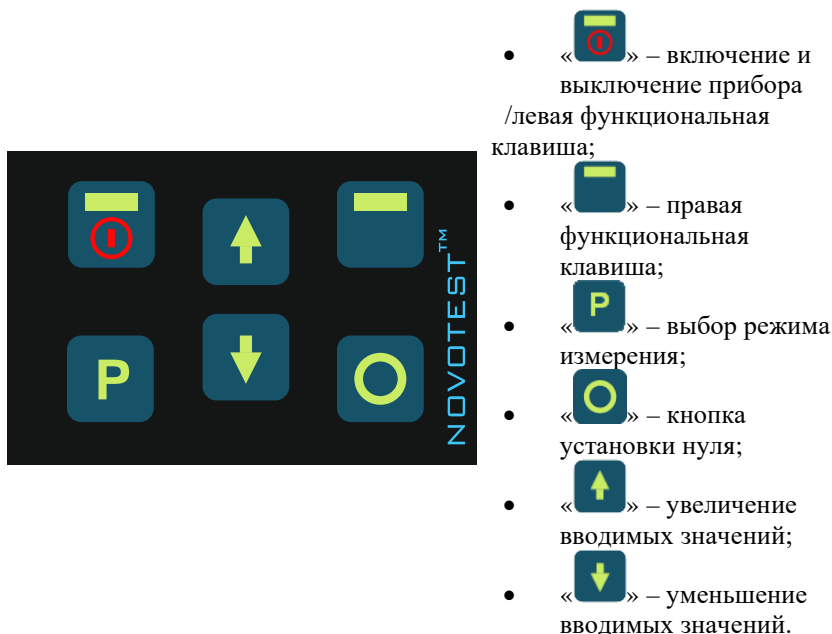 P
NOVOTEST™
• «» – включение и
выключение прибора
/левая функциональная
клавиша;
• «» – правая
функциональная
клавиша;
• «P» – выбор режима
измерения;
• «» – кнопка
установки нуля;
• «» – увеличение
вводимых значений;
• «» – уменьшение
вводимых значений.